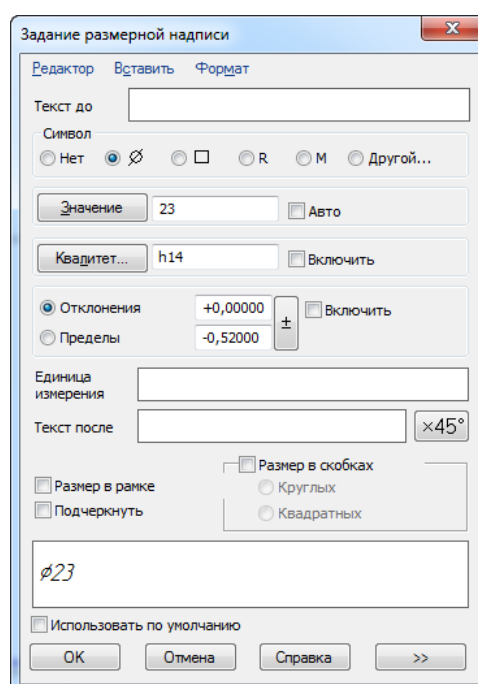 Задание размерной надписи
Редактор Вставить Формат
Текст до
Символ
Нет Ø □ R M Другой...
Значение 23 Авто
Квалитет... h14 Включить
Отклонения +0,00000 ± Включить
Пределы -0,52000
Единица
измерения
Текст после ×45°
Размер в скобках
Размер в рамке Круглых
Подчеркнуть Квадратных
Ø23
Использовать по умолчанию
OK Отмена Справка >>